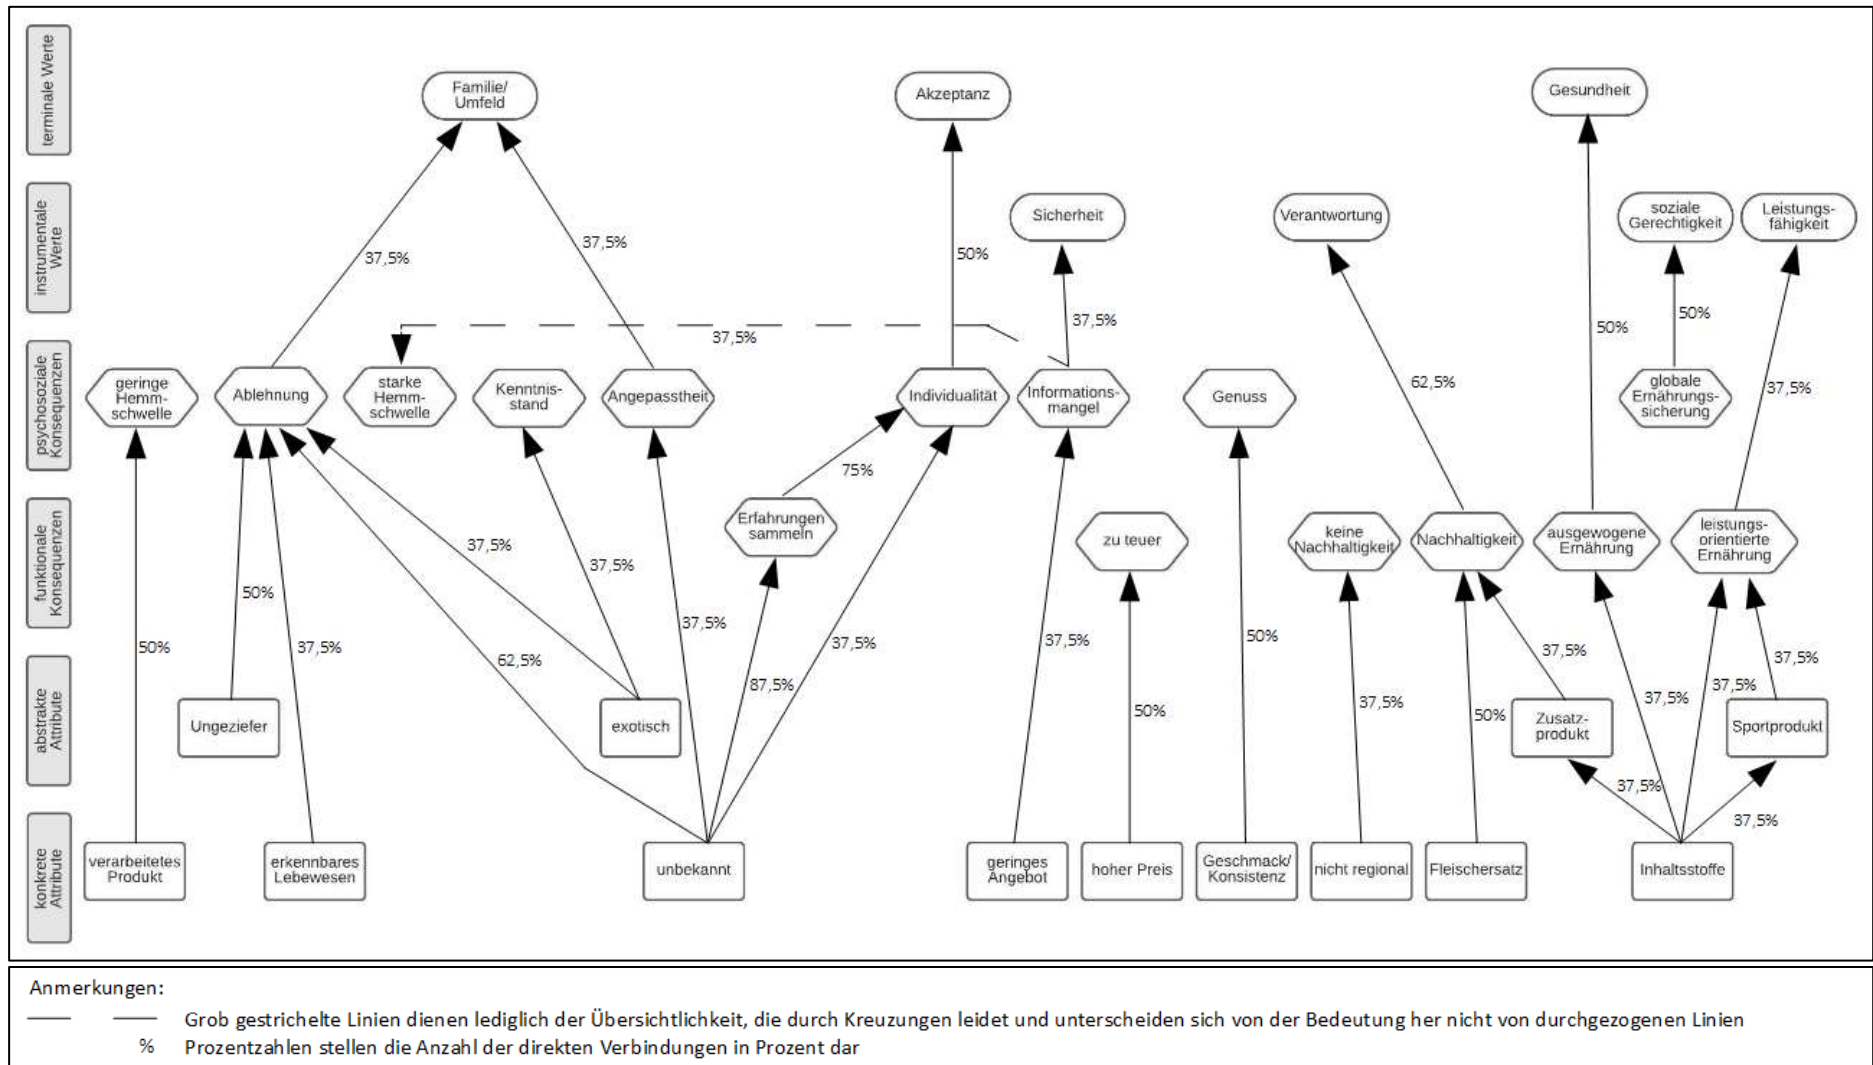 terminale Werte
Familie/
Umfeld
Akzeptanz
Gesundheit
instrumentale
Werte
Sicherheit
Verantwortung
soziale
Gerechtigkeit
Leistungs-
fähigkeit
37,5%
37,5%
50%
37,5%
37,5%
50%
50%
62,5%
37,5%
psychosoziale
Konsequenzen
geringe
Hemm-
schwelle
Ablehnung
starke
Hemm-
schwelle
Kenntnis-
stand
Angepasstheit
Individualität
Informations-
mangel
Genuss
globale
Ernährungs-
sicherung
75%
funktionale
Konsequenzen
Erfahrungen
sammeln
zu teuer
keine
Nachhaltigkeit
Nachhaltigkeit
ausgewogene
Ernährung
leistungs-
orientierte
Ernährung
37,5%
37,5%
50%
37,5%
50%
37,5%
62,5%
37,5%
87,5%
37,5%
50%
50%
37,5%
50%
37,5%
37,5%
37,5%
37,5%
abstrakte
Attribute
Ungeziefer
exotisch
Zusatz-
produkt
Sportprodukt
37,5%
37,5%
konkrete
Attribute
verarbeitetes
Produkt
erkennbares
Lebewesen
unbekannt
geringes
Angebot
hoher Preis
Geschmack/
Konsistenz
nicht regional
Fleischersatz
Inhaltsstoffe
Anmerkungen:
Grob gestrichelte Linien dienen lediglich der Übersichtlichkeit, die durch Kreuzungen leidet und unterscheiden sich von der Bedeutung her nicht von durchgezogenen Linien
% Prozentzahlen stellen die Anzahl der direkten Verbindungen in Prozent dar